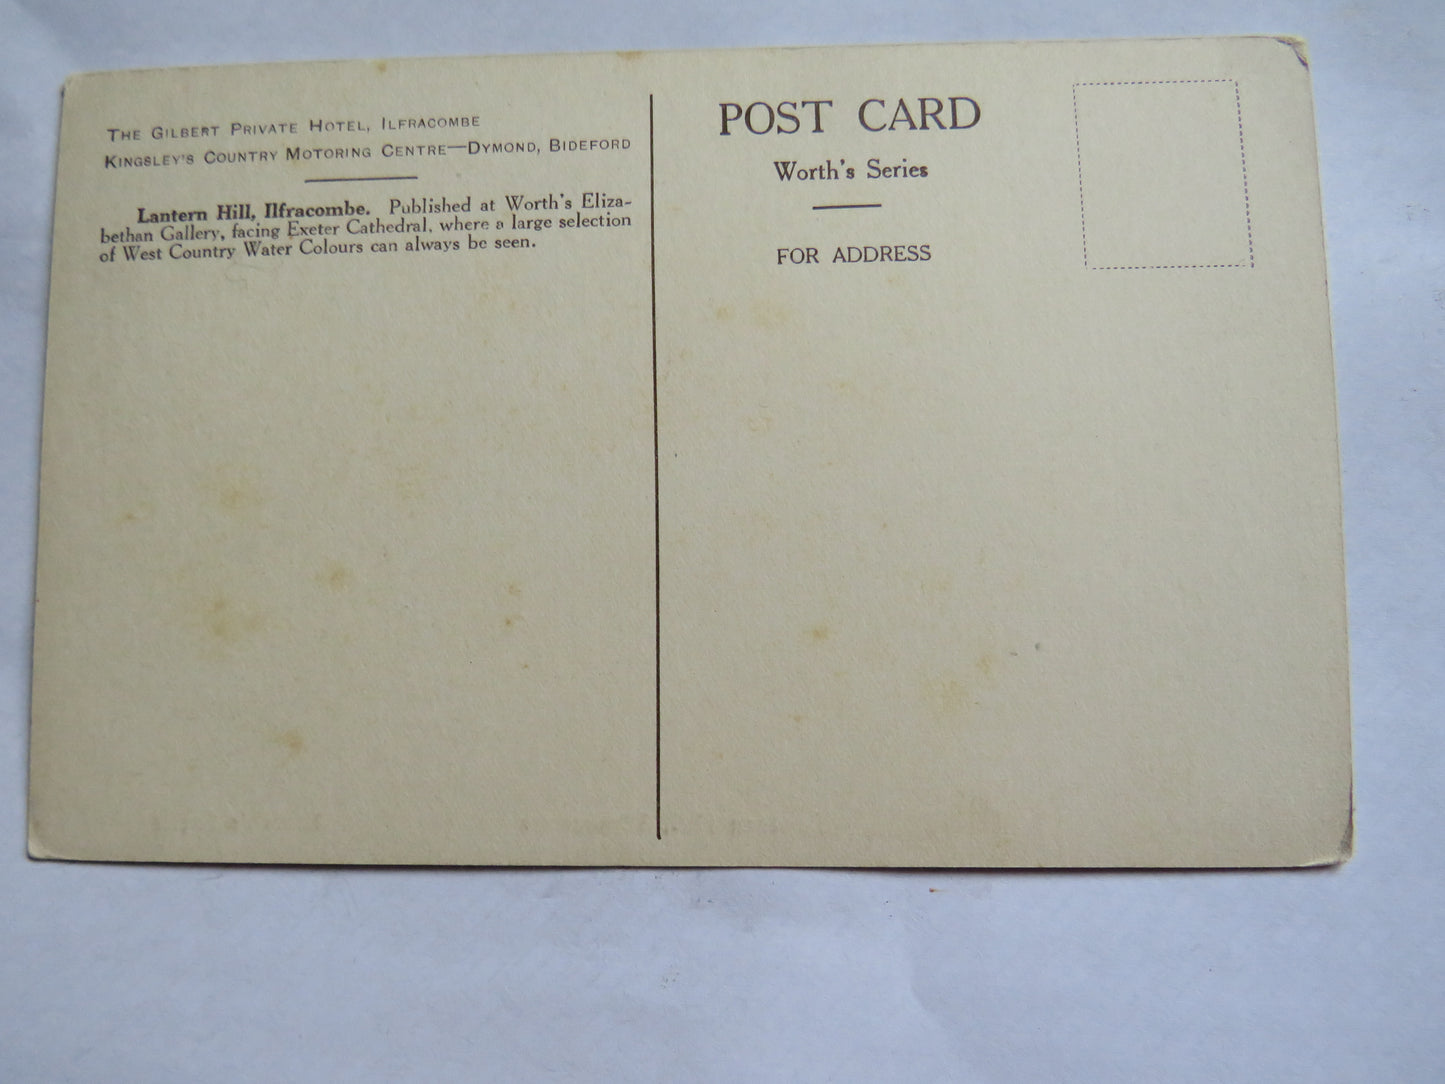 THE GILBERT PRIVATE HOTEL, ILFRACOMBE
KINGSLEY'S COUNTRY MOTORING CENTRE—DYMOND, BIDEFORD
Lantern Hill, Ilfracombe. Published at Worth's Eliza-
bethan Gallery, facing Exeter Cathedral, where a large selection
of West Country Water Colours can always be seen.
POST CARD
Worth's Series
FOR ADDRESS